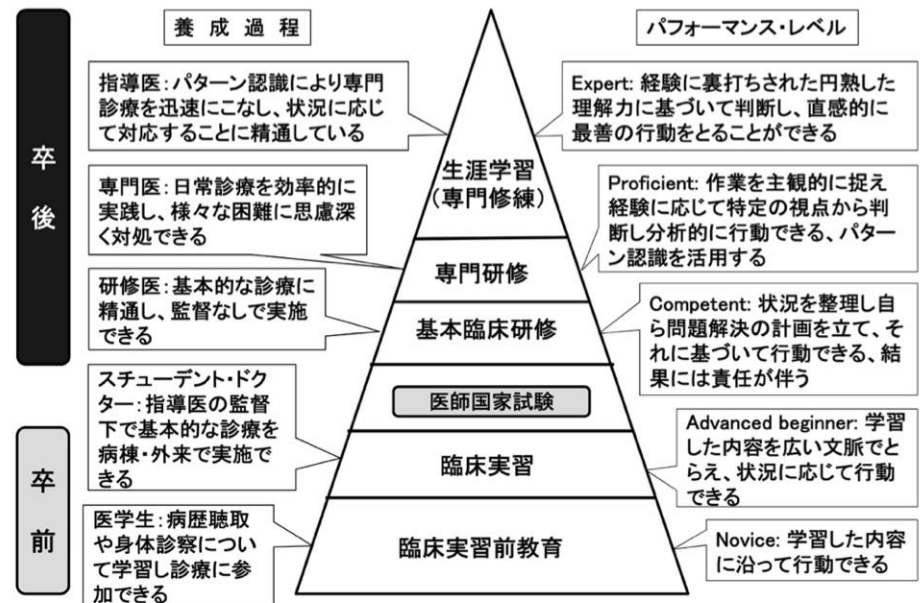 養成過程
パフォーマンス・レベル
卒後
指導医：パターン認識により専門
診療を迅速にこなし、状況に応じ
て対応することに精通している
Expert: 経験に裏打ちされた円熟した
理解力に基づいて判断し、直感的に
最善の行動をとることができる
生涯学習
（専門修練）
専門医：日常診療を効率的に
実践し、様々な困難に思慮深
く対処できる
Proficient: 作業を主観的に捉え
経験に応じて特定の視点から判
断し分析的に行動できる、パター
ン認識を活用する
専門研修
研修医：基本的な診療に
精通し、監督なしで実施
できる
Competent: 状況を整理し自
ら問題解決の計画を立て、そ
れに基づいて行動できる、結
果には責任が伴う
基本臨床研修
医師国家試験
卒前
スチューデント・ドク
ター：指導医の監督
下で基本的な診療を
病棟・外来で実施で
きる
Advanced beginner: 学習
した内容を広い文脈でと
らえ、状況に応じて行動
できる
臨床実習
医学生：病歴聴取
や身体診察につい
て学習し診療に参
加できる
Novice: 学習した内容
に沿って行動できる
臨床実習前教育